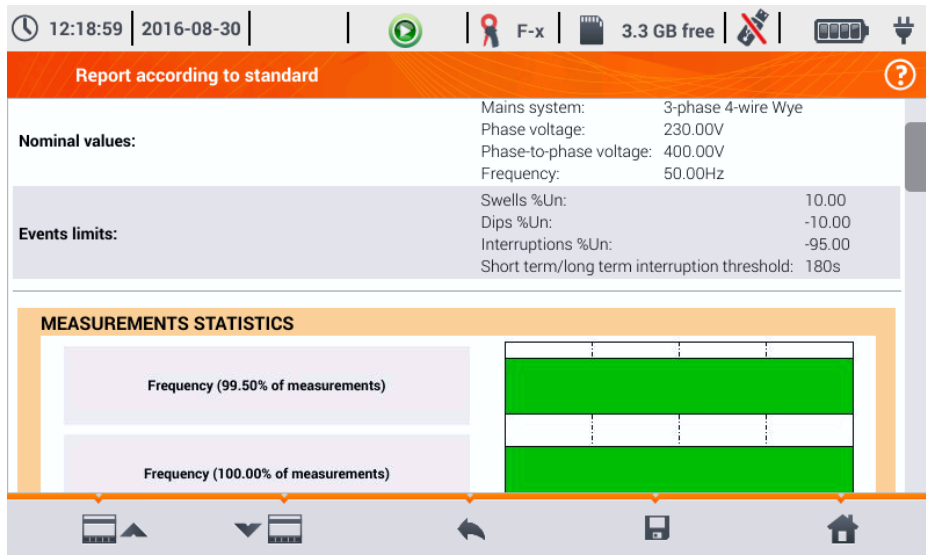 12:18:59 2016-08-30 F-x 3.3 GB free
Report according to standard ?
Nominal values:
Mains system: 3-phase 4-wire Wye
Phase voltage: 230.00V
Phase-to-phase voltage: 400.00V
Frequency: 50.00Hz
Events limits:
Swells %Un: 10.00
Dips %Un: -10.00
Interruptions %Un: -95.00
Short term/long term interruption threshold: 180s
MEASUREMENTS STATISTICS
Frequency (99.50% of measurements)
Frequency (100.00% of measurements)